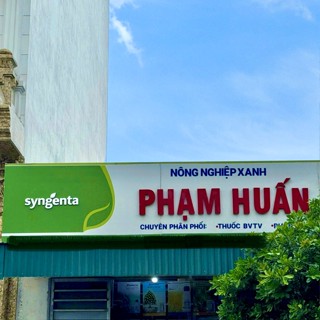 syngenta
NÔNG NGHIỆP XANH
PHẠM HUẤN
CHUYÊN PHÂN PHỐI: •THUỐC BVTV